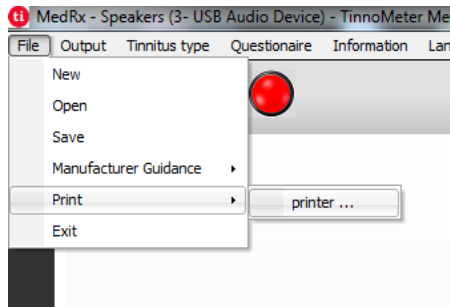 ti MedRx - Speakers (3- USB Audio Device) - TinnoMeter Me
File Output Tinnitus type Questionaire Information Lan
New
Open
Save
Manufacturer Guidance
Print
printer ...
Exit